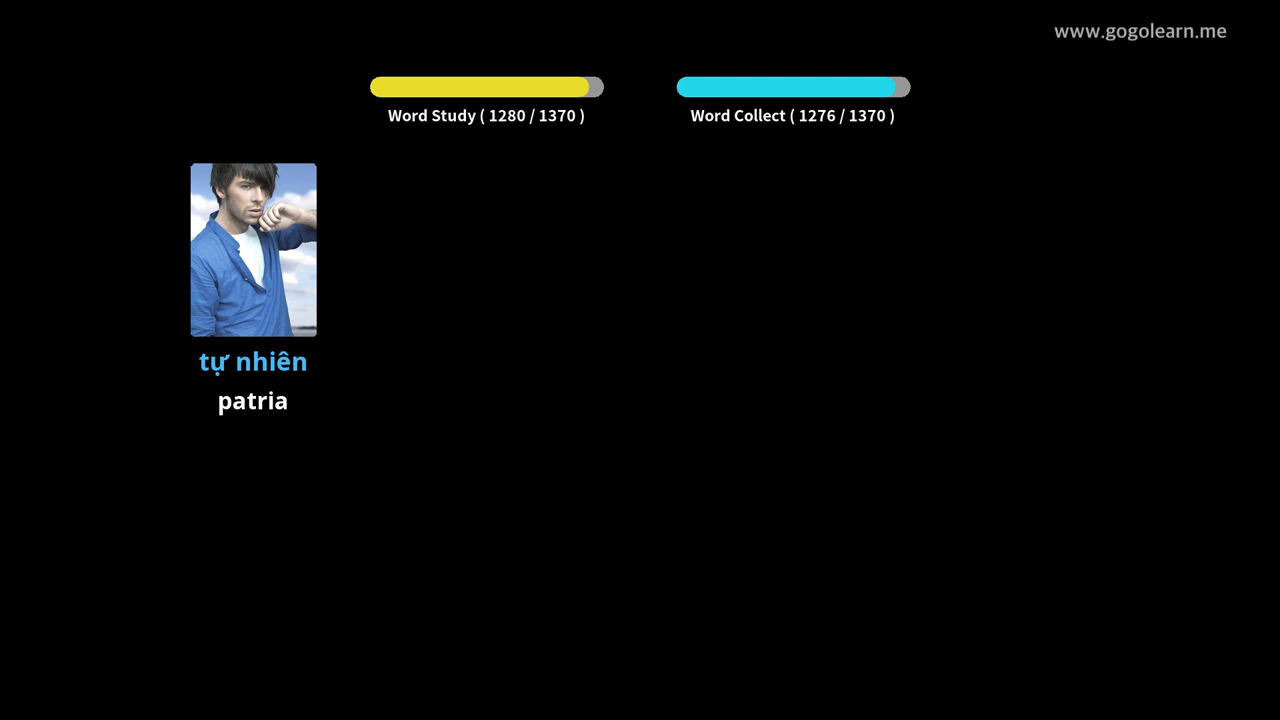 www.gogolearn.me
Word Study ( 1280 / 1370 )
Word Collect ( 1276 / 1370 )
tự nhiên
patria